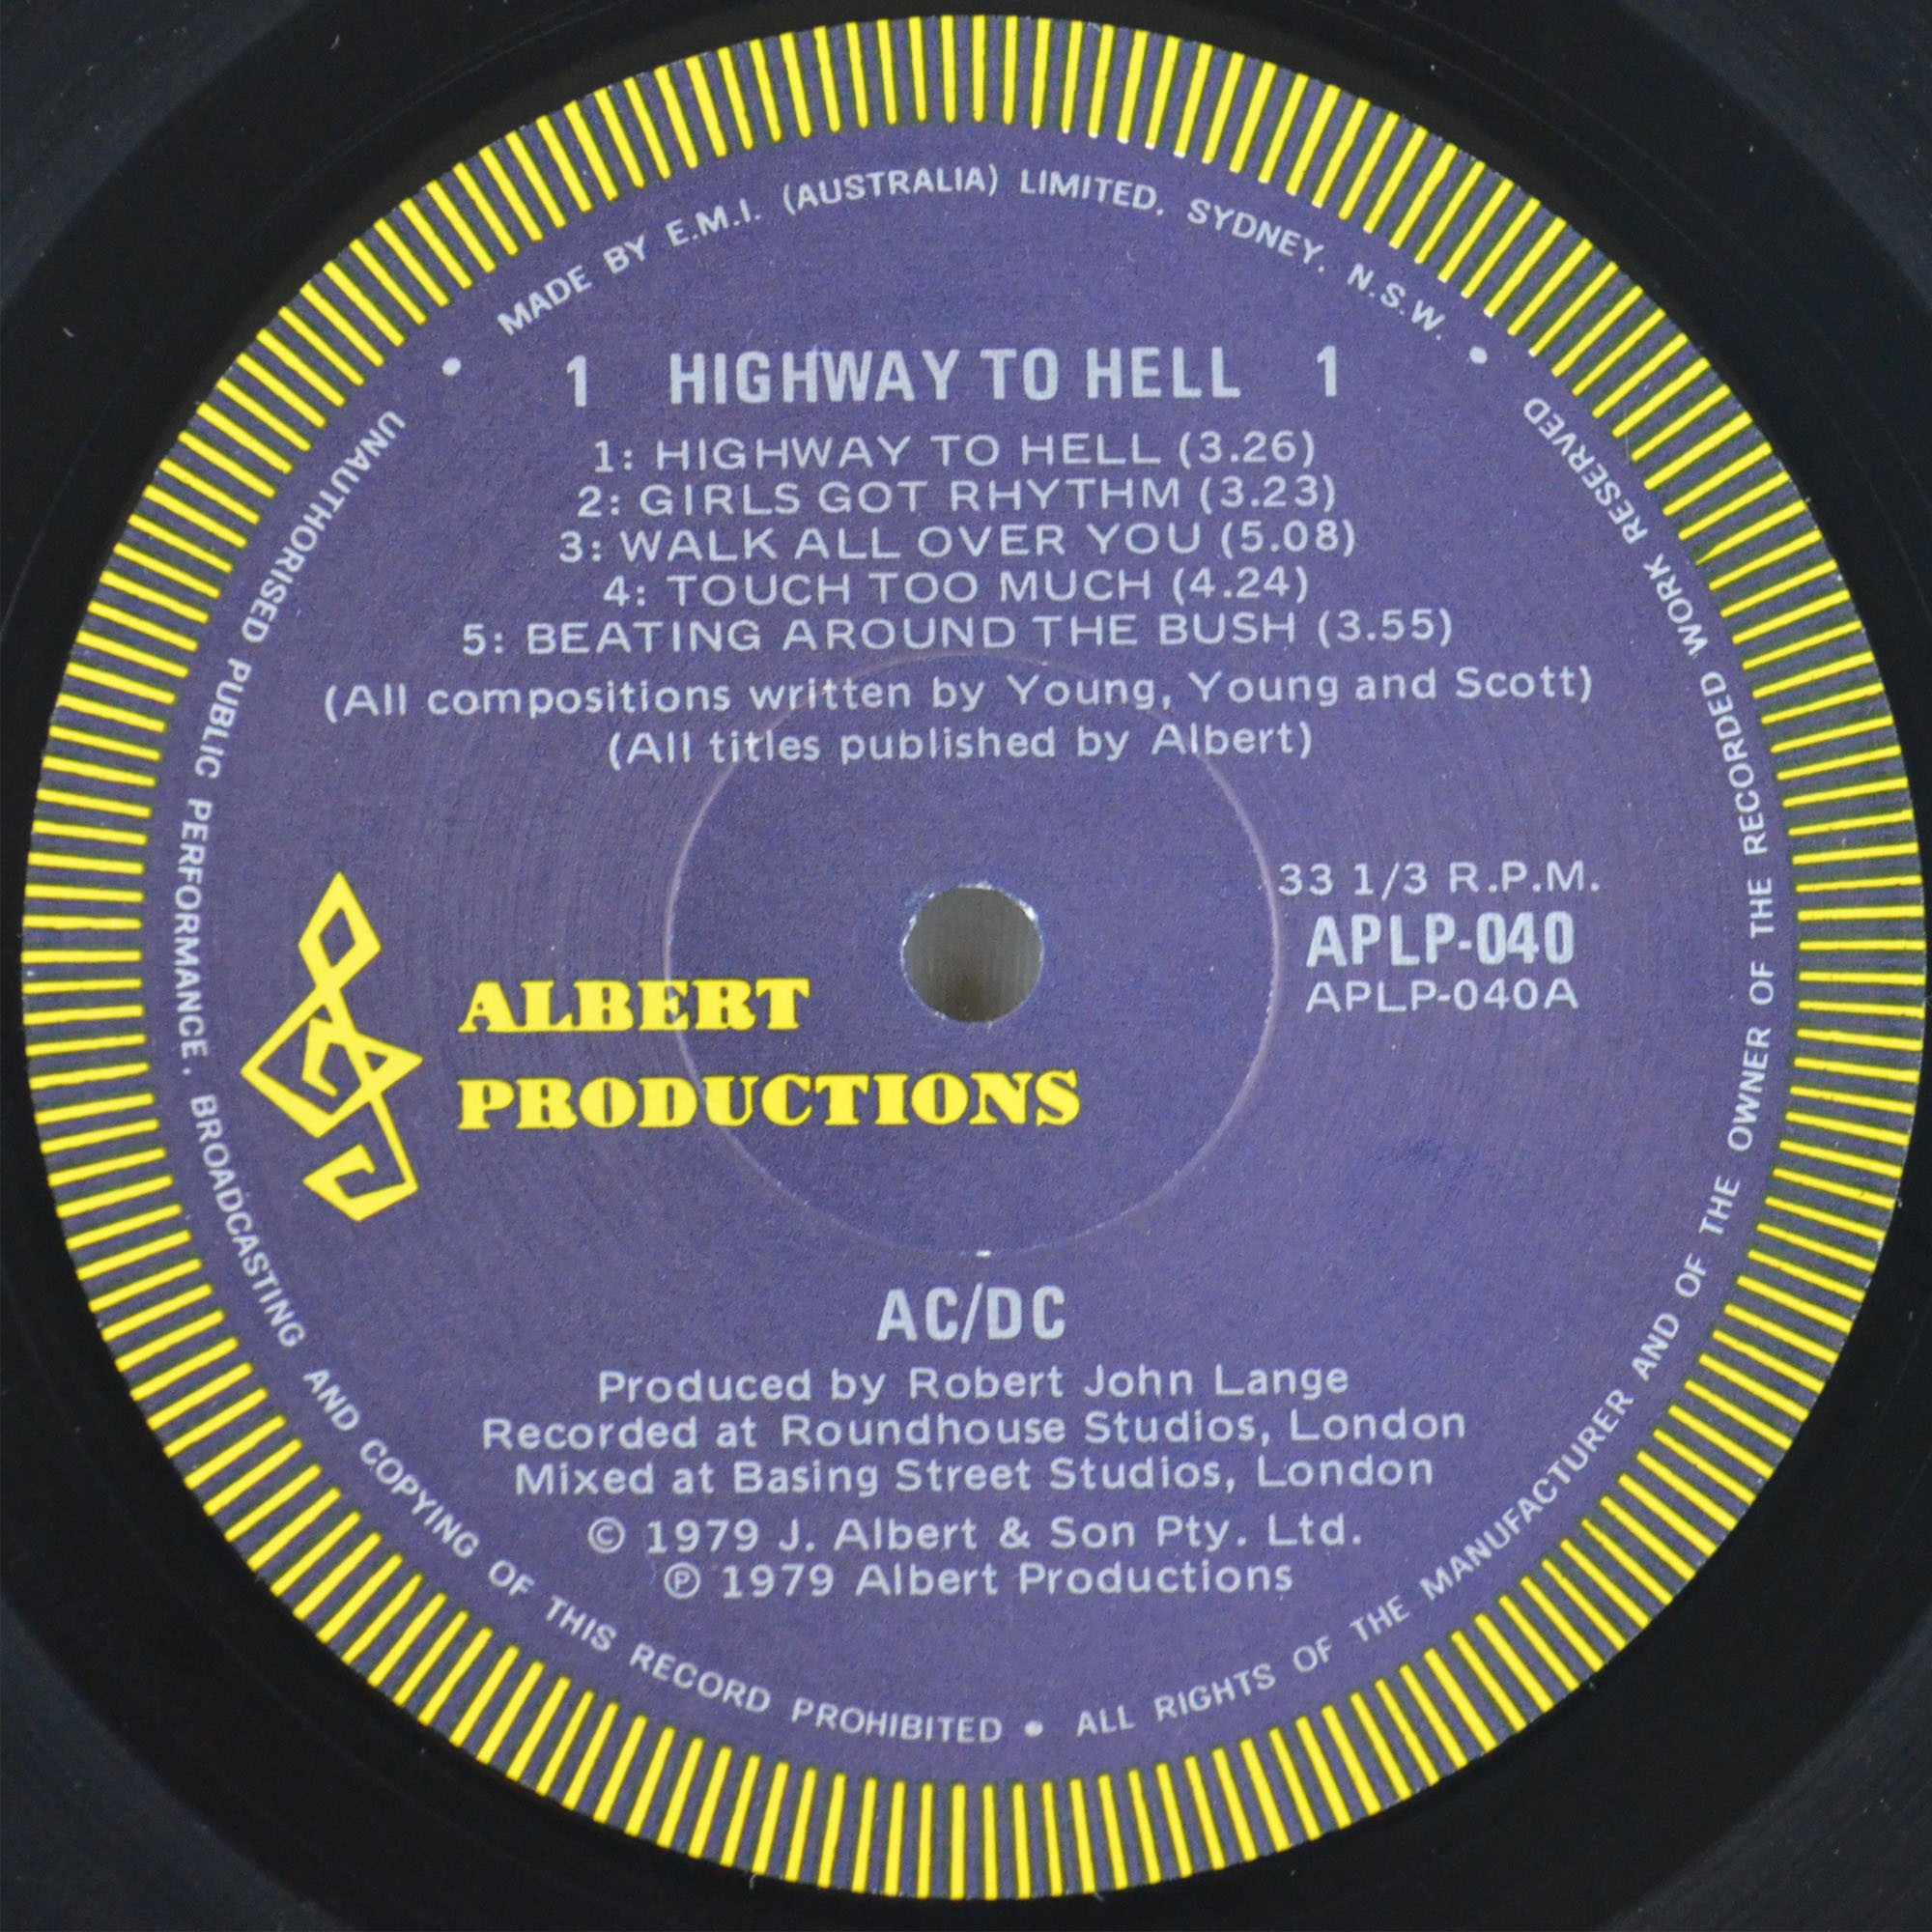 MADE BY E.M.I. (AUSTRALIA) LIMITED. SYDNEY. N.S.W.
1 HIGHWAY TO HELL 1
1: HIGHWAY TO HELL (3.26)
2: GIRLS GOT RHYTHM (3.23)
3: WALK ALL OVER YOU (5.08)
4: TOUCH TOO MUCH (4.24)
5: BEATING AROUND THE BUSH (3.55)
(All compositions written by Young, Young and Scott)
(All titles published by Albert)
33 1/3 R.P.M.
APLP-040
APLP-040A
ALBERT
PRODUCTIONS
AC/DC
Produced by Robert John Lange
Recorded at Roundhouse Studios, London
Mixed at Basing Street Studios, London
© 1979 J. Albert & Son Pty. Ltd.
℗ 1979 Albert Productions
UNAUTHORISED PUBLIC PERFORMANCE. BROADCASTING AND COPYING OF THIS RECORD PROHIBITED • ALL RIGHTS OF THE MANUFACTURER AND OF THE OWNER OF THE RECORDED WORK RESERVED